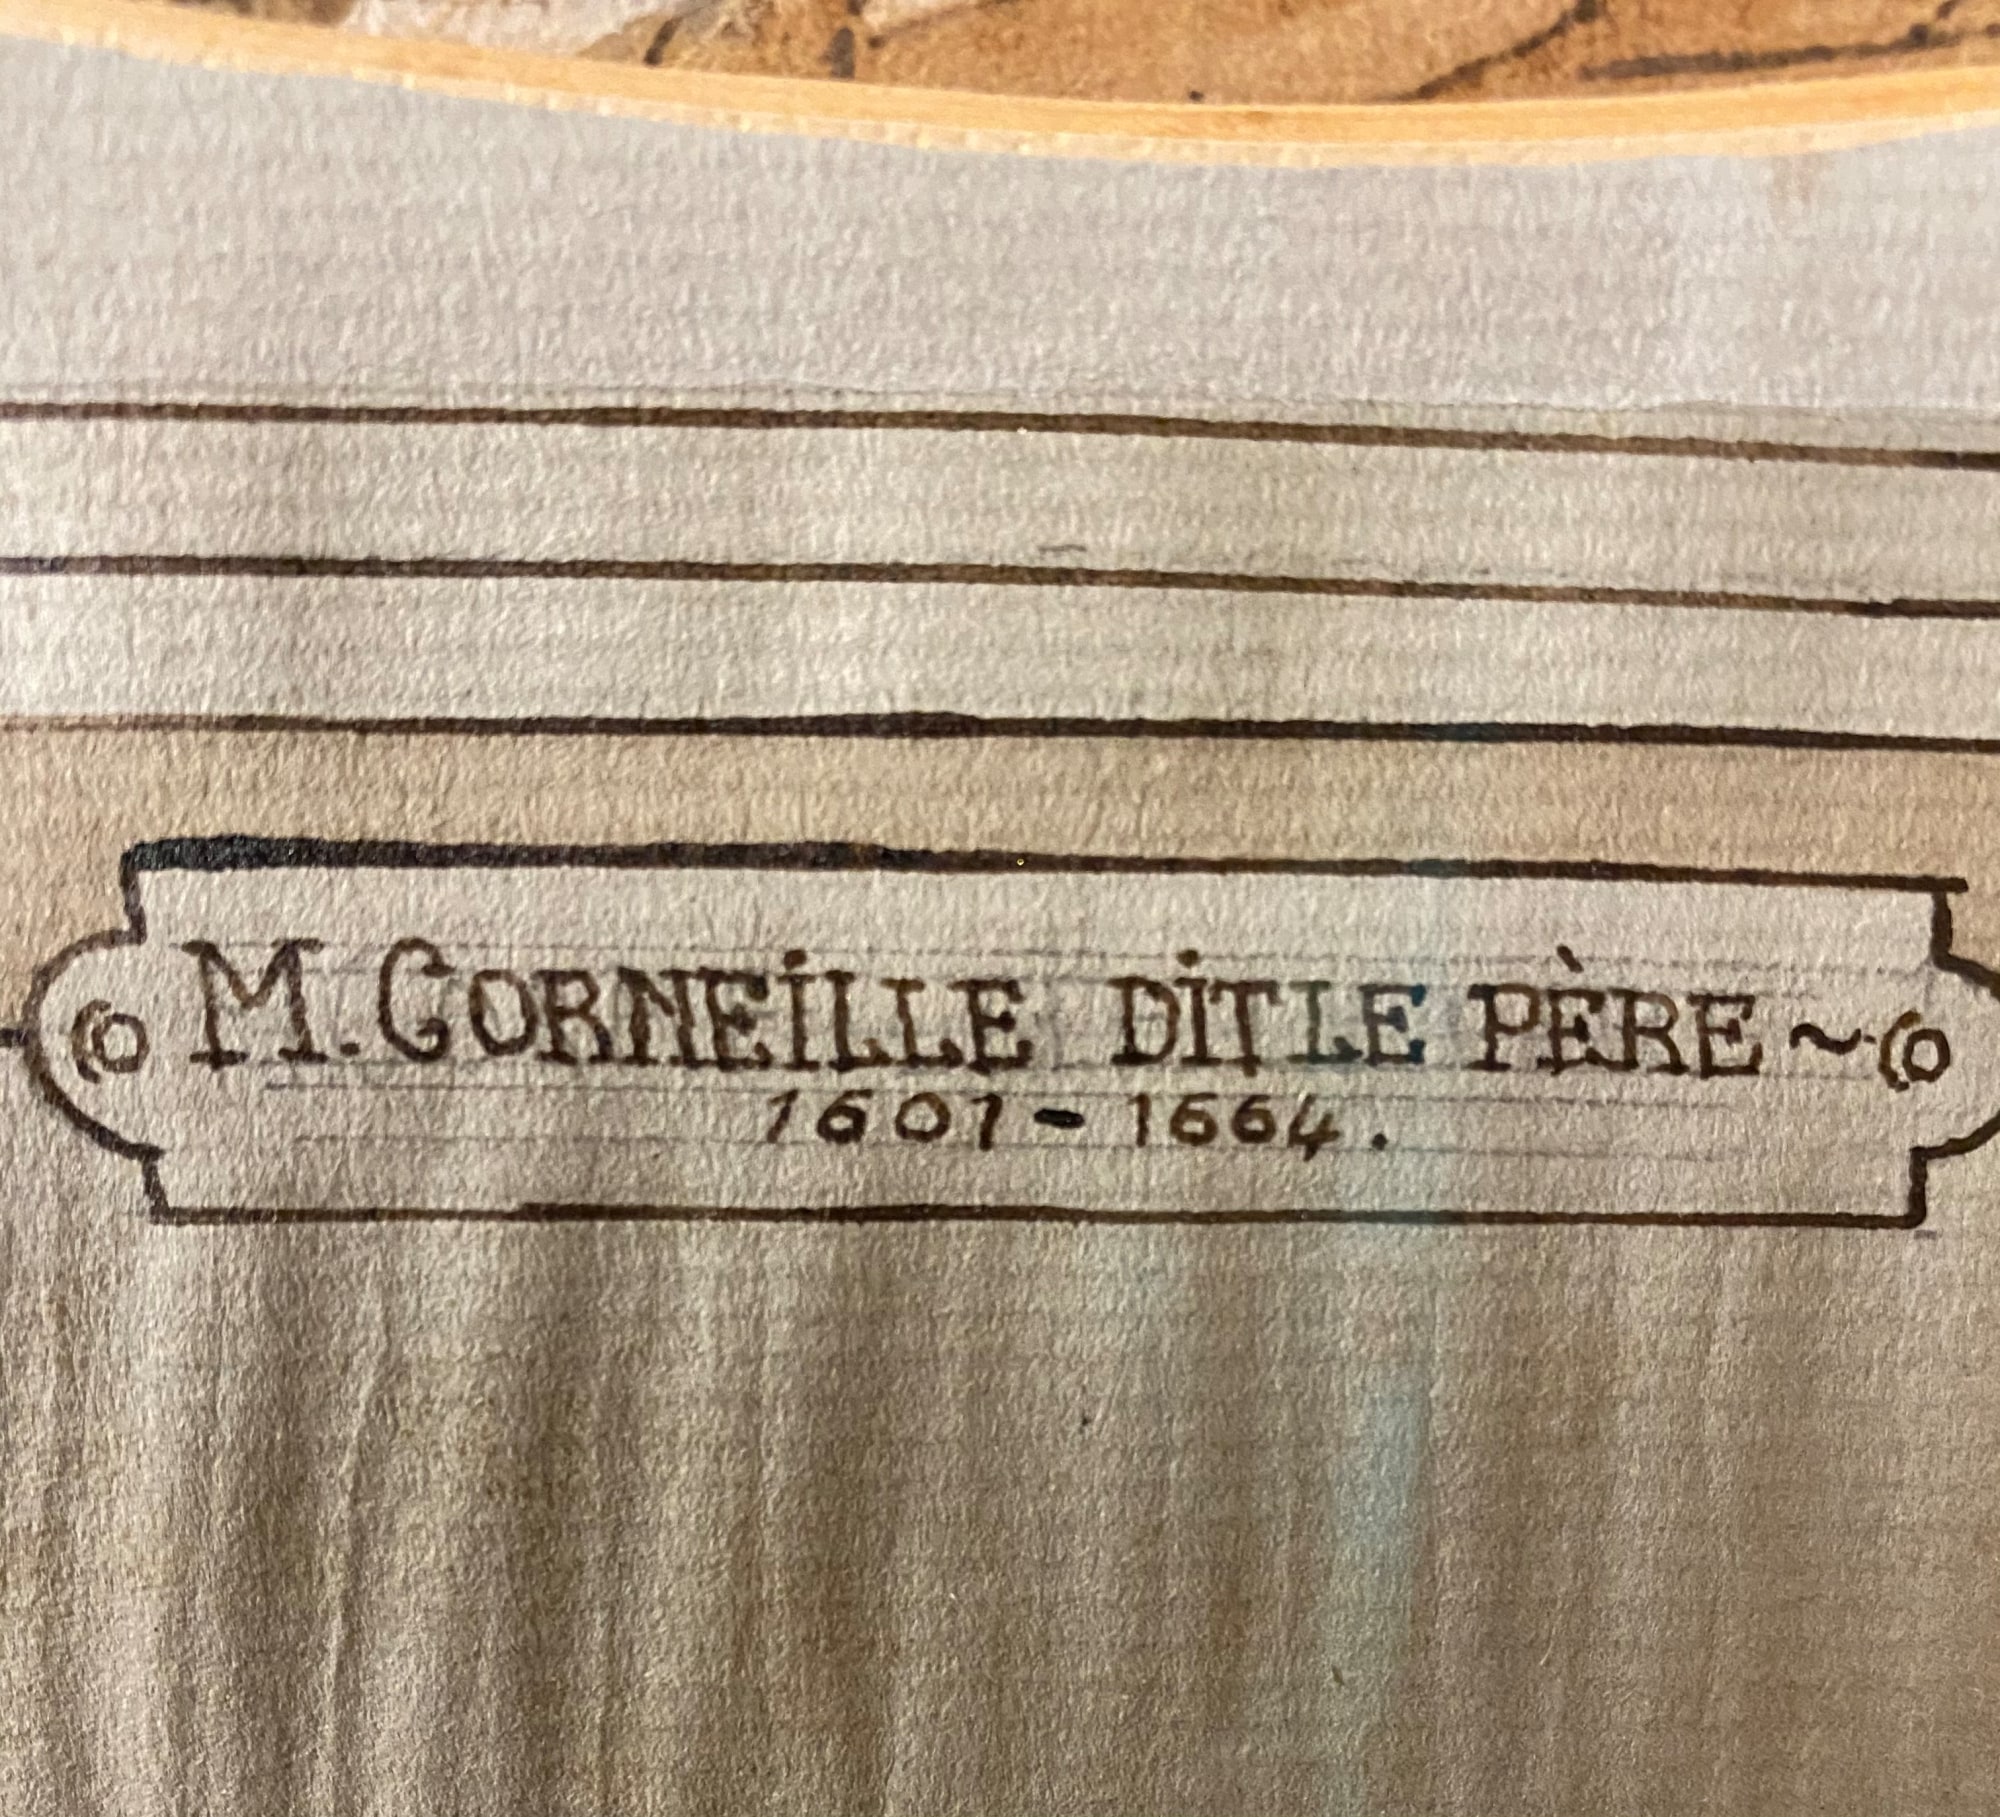 M. CORNEILLE DIT LE PÈRE ~
1601 - 1664.